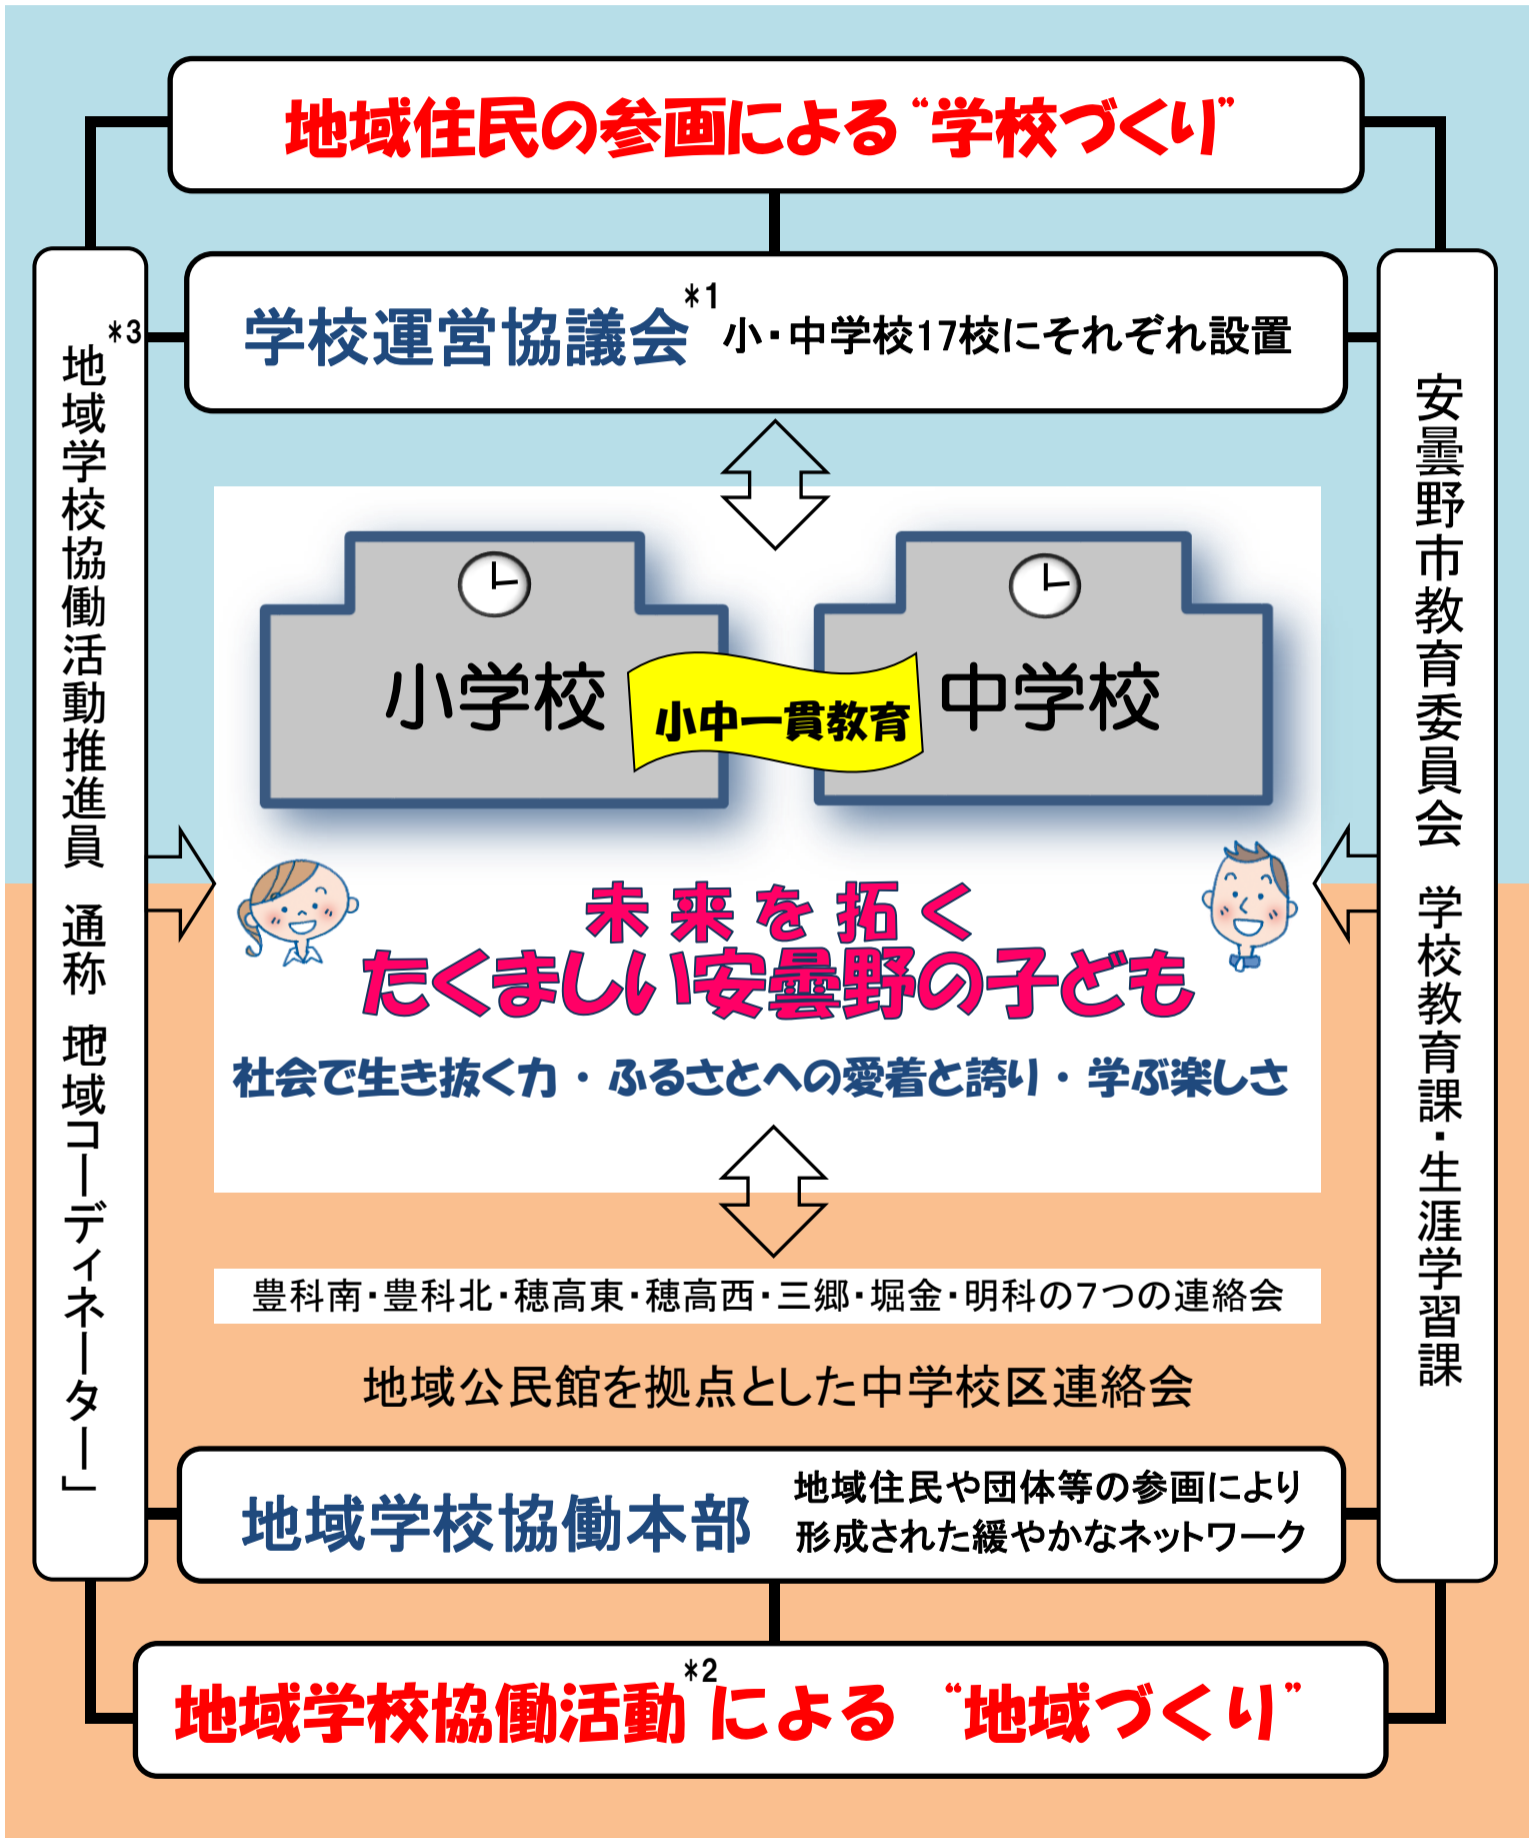 地域住民の参画による“学校づくり”
学校運営協議会*1 小・中学校17校にそれぞれ設置
*3
地域学校協働活動推進員 通称 「地域コーディネーター」
安曇野市教育委員会 学校教育課・生涯学習課
小学校
小中一貫教育
中学校
未来を拓く
たくましい安曇野の子ども
社会で生き抜く力・ふるさとへの愛着と誇り・学ぶ楽しさ
豊科南・豊科北・穂高東・穂高西・三郷・堀金・明科の7つの連絡会
地域公民館を拠点とした中学校区連絡会
地域学校協働本部
地域住民や団体等の参画により
形成された緩やかなネットワーク
地域学校協働活動*2による “地域づくり”